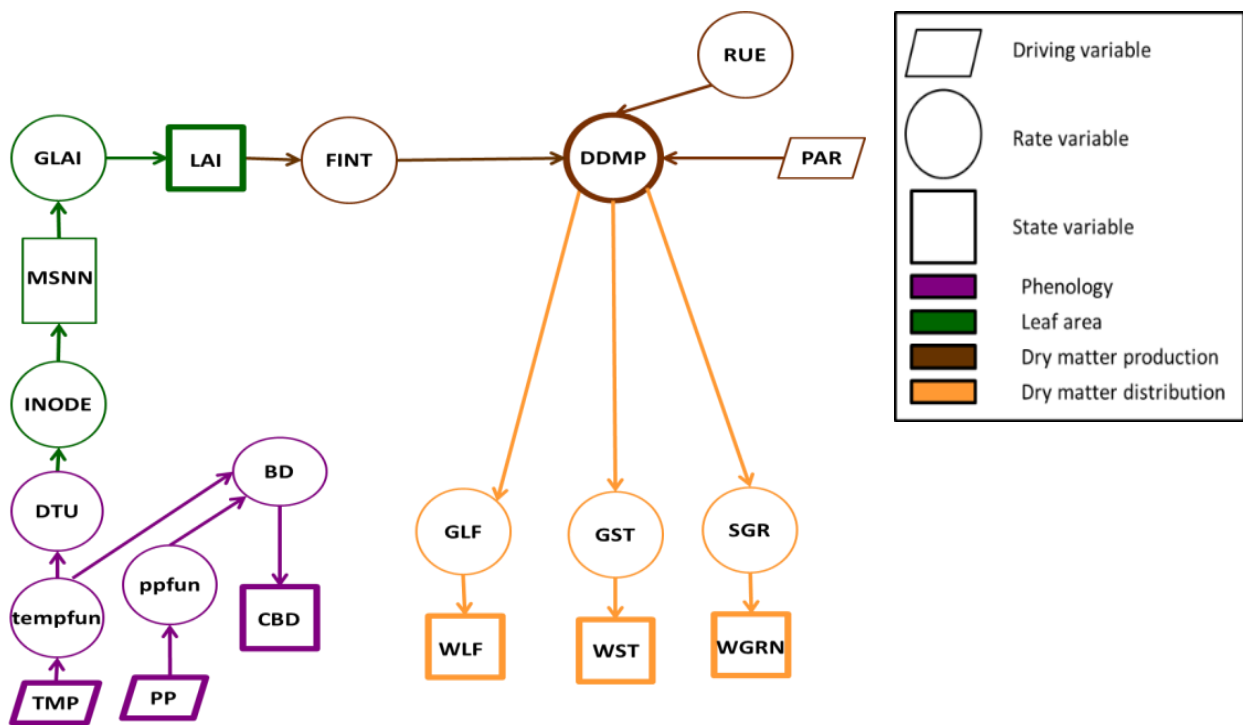 RUE
GLAI
LAI
FINT
DDMP
PAR
MSNN
INODE
BD
DTU
GLF
GST
SGR
ppfun
tempfun
CBD
WLF
WST
WGRN
TMP
PP
Driving variable
Rate variable
State variable
Phenology
Leaf area
Dry matter production
Dry matter distribution